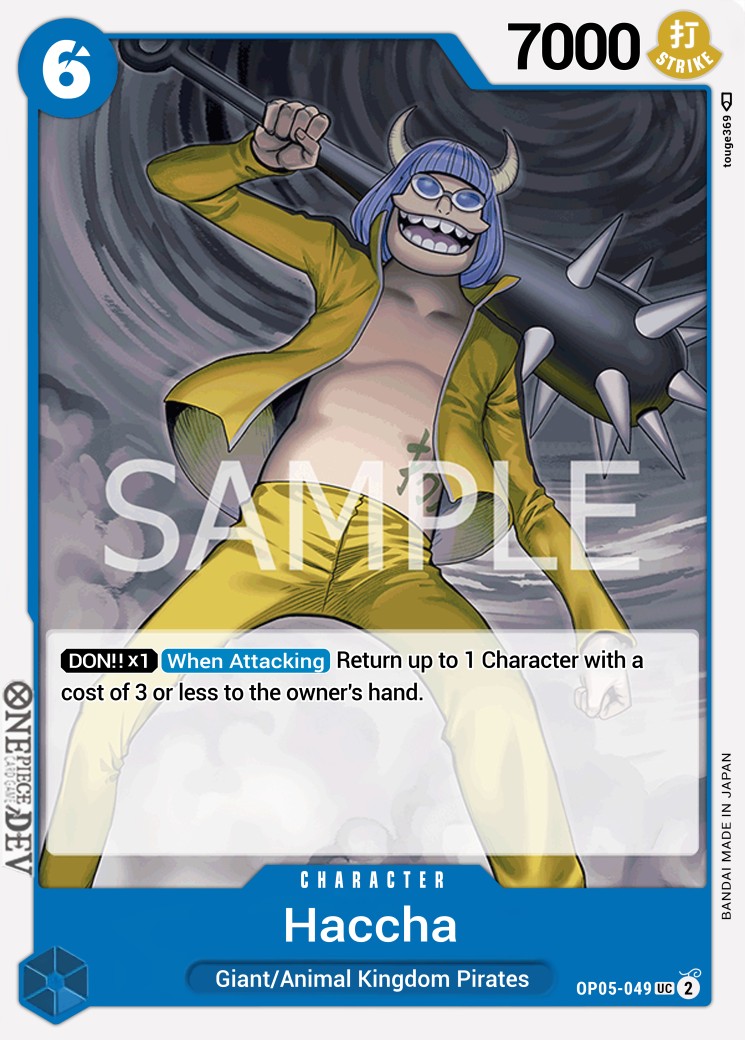 6
7000
打
STRIKE
touge369
SAMPLE
DON!! x1 When Attacking Return up to 1 Character with a
cost of 3 or less to the owner's hand.
ONE PIECE
CARD GAME
DEV
BANDAI MADE IN JAPAN
CHARACTER
Haccha
Giant/Animal Kingdom Pirates
OP05-049 UC 2